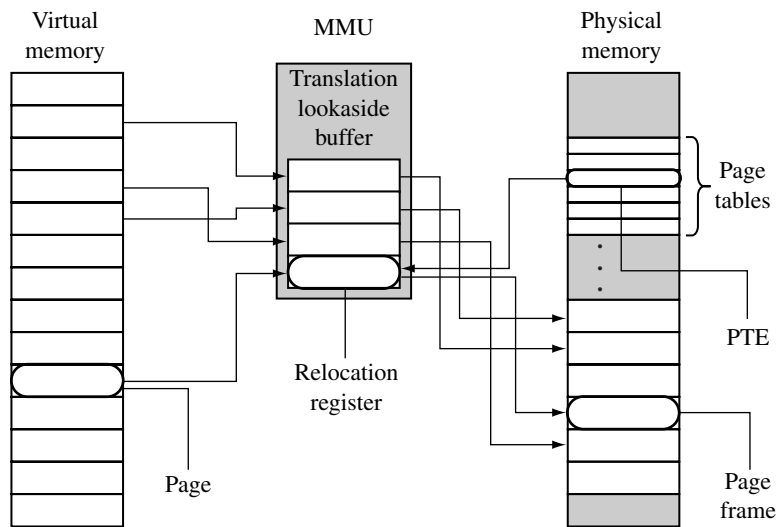 Virtual
memory
MMU
Physical
memory
Translation
lookaside
buffer
Page
tables
PTE
Relocation
register
Page
Page
frame